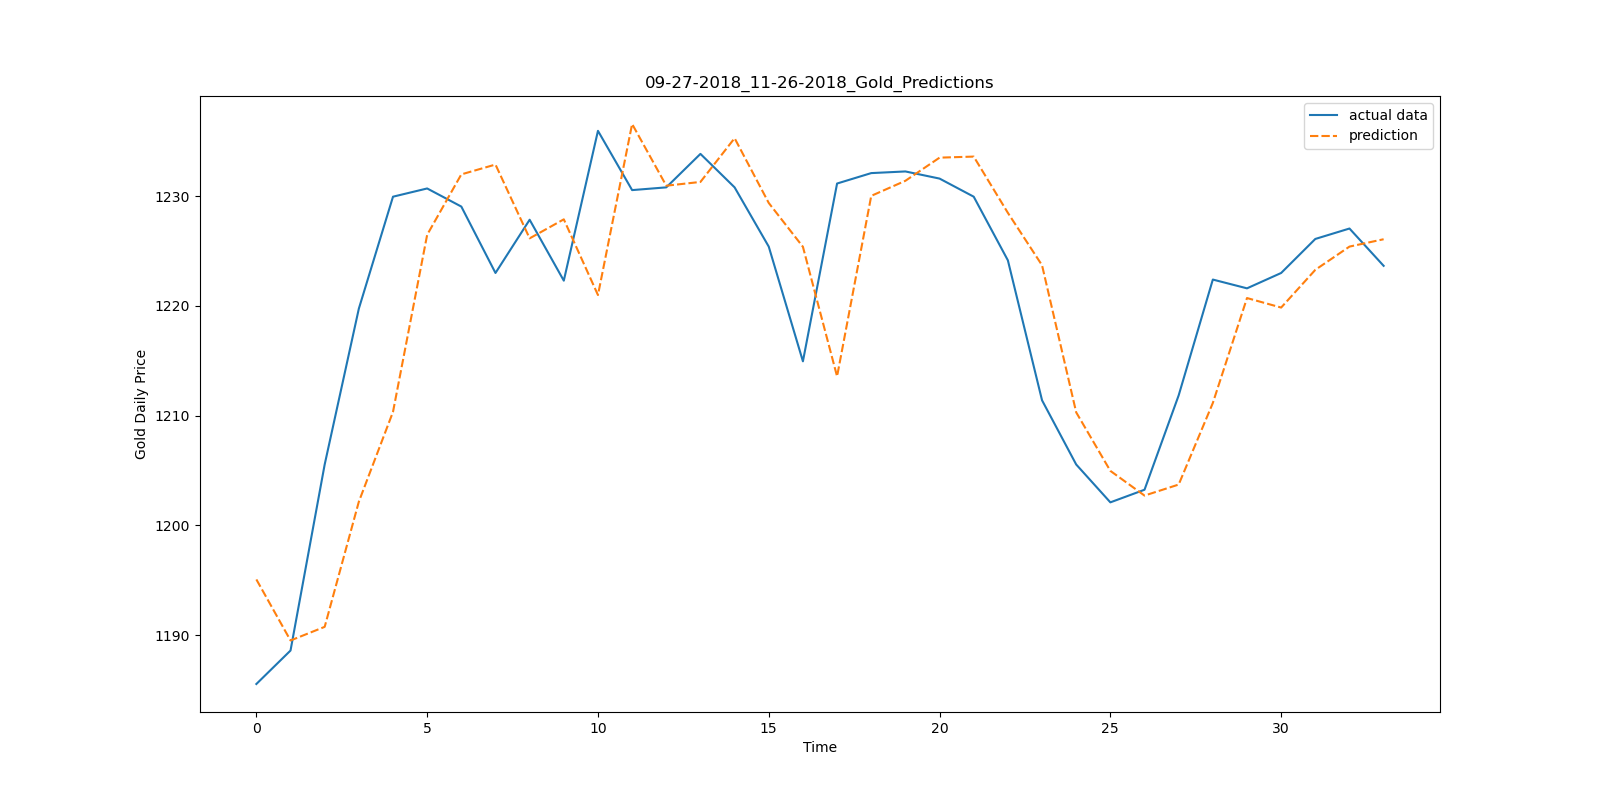 09-27-2018_11-26-2018_Gold_Predictions
actual data
prediction
Gold Daily Price
1230
1220
1210
1200
1190
0 5 10 15 20 25 30
Time